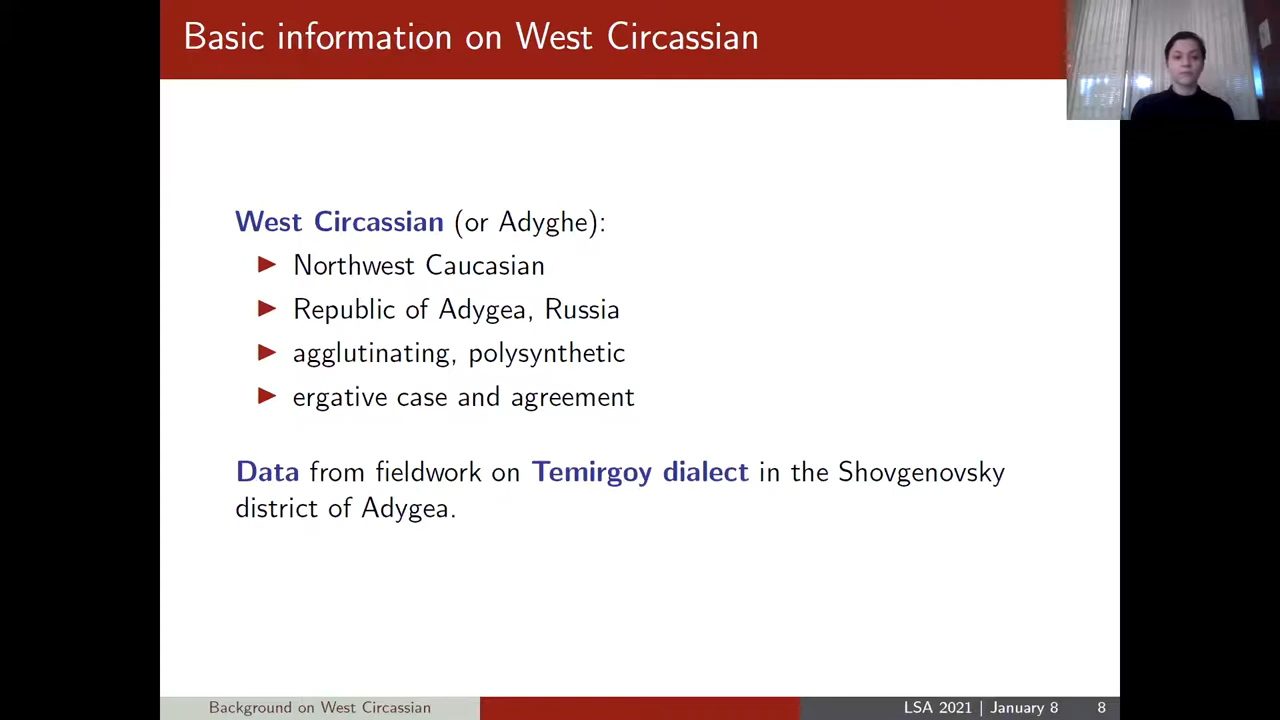 Basic information on West Circassian
West Circassian (or Adyghe):
▶ Northwest Caucasian
▶ Republic of Adygea, Russia
▶ agglutinating, polysynthetic
▶ ergative case and agreement
Data from fieldwork on Temirgoy dialect in the Shovgenovsky
district of Adygea.
Background on West Circassian
LSA 2021 | January 8 8